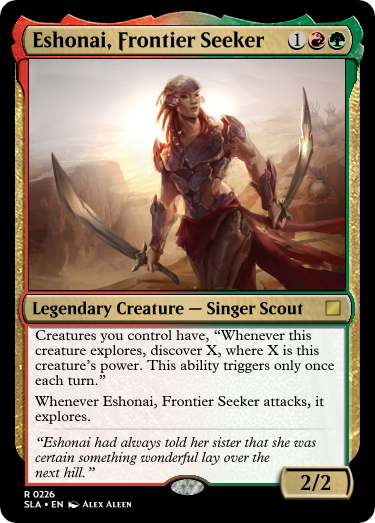 Eshonai, Frontier Seeker 1
Legendary Creature — Singer Scout
Creatures you control have, “Whenever
this creature explores, discover X, where X is this
creature’s power. This ability triggers only once
each turn.”
Whenever Eshonai, Frontier Seeker attacks, it
explores.
“Eshonai had always told her sister that she was
certain something wonderful lay over the
next hill.”
2/2
R 0226
SLA • EN Alex Aleen